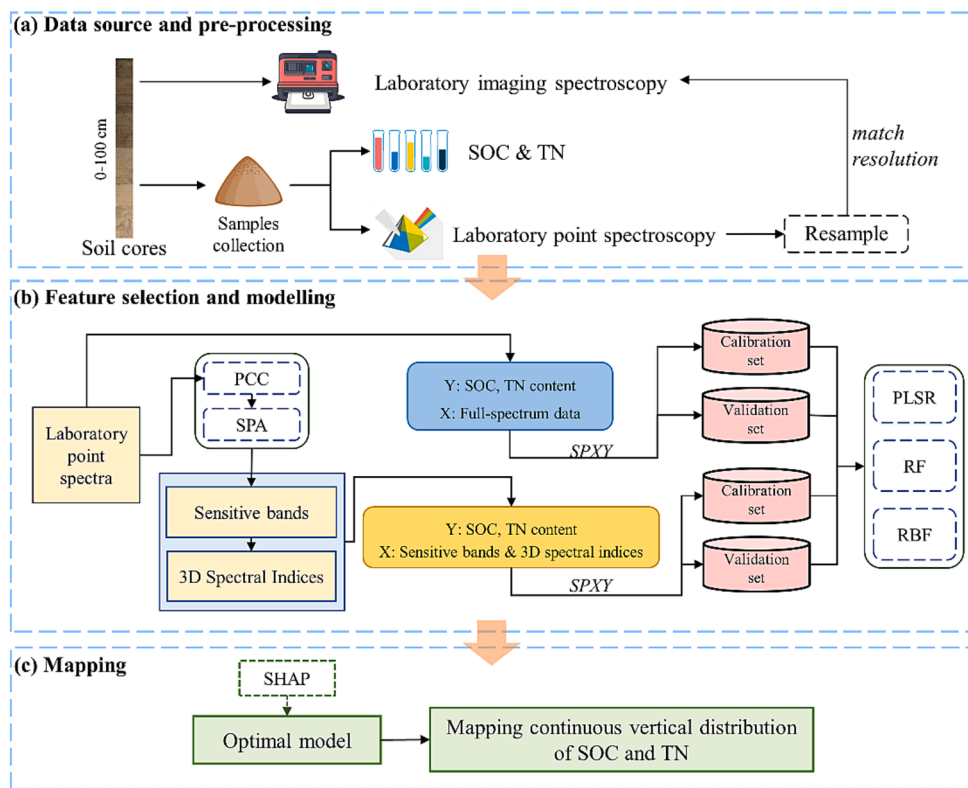 (a) Data source and pre-processing
0-100 cm
Soil cores
Laboratory imaging spectroscopy
Samples
collection
SOC & TN
Laboratory point spectroscopy
match
resolution
Resample
(b) Feature selection and modelling
Laboratory
point
spectra
PCC
SPA
Sensitive bands
3D Spectral Indices
Y: SOC, TN content
X: Full-spectrum data
SPXY
Y: SOC, TN content
X: Sensitive bands & 3D spectral indices
SPXY
Calibration
set
Validation
set
Calibration
set
Validation
set
PLSR
RF
RBF
(c) Mapping
SHAP
Optimal model
Mapping continuous vertical distribution
of SOC and TN